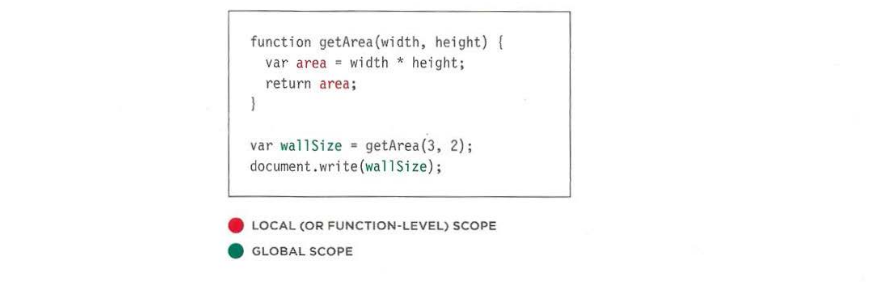 function getArea(width, height) {
  var area = width * height;
  return area;
}

var wallSize = getArea(3, 2);
document.write(wallSize);
LOCAL (OR FUNCTION-LEVEL) SCOPE
GLOBAL SCOPE